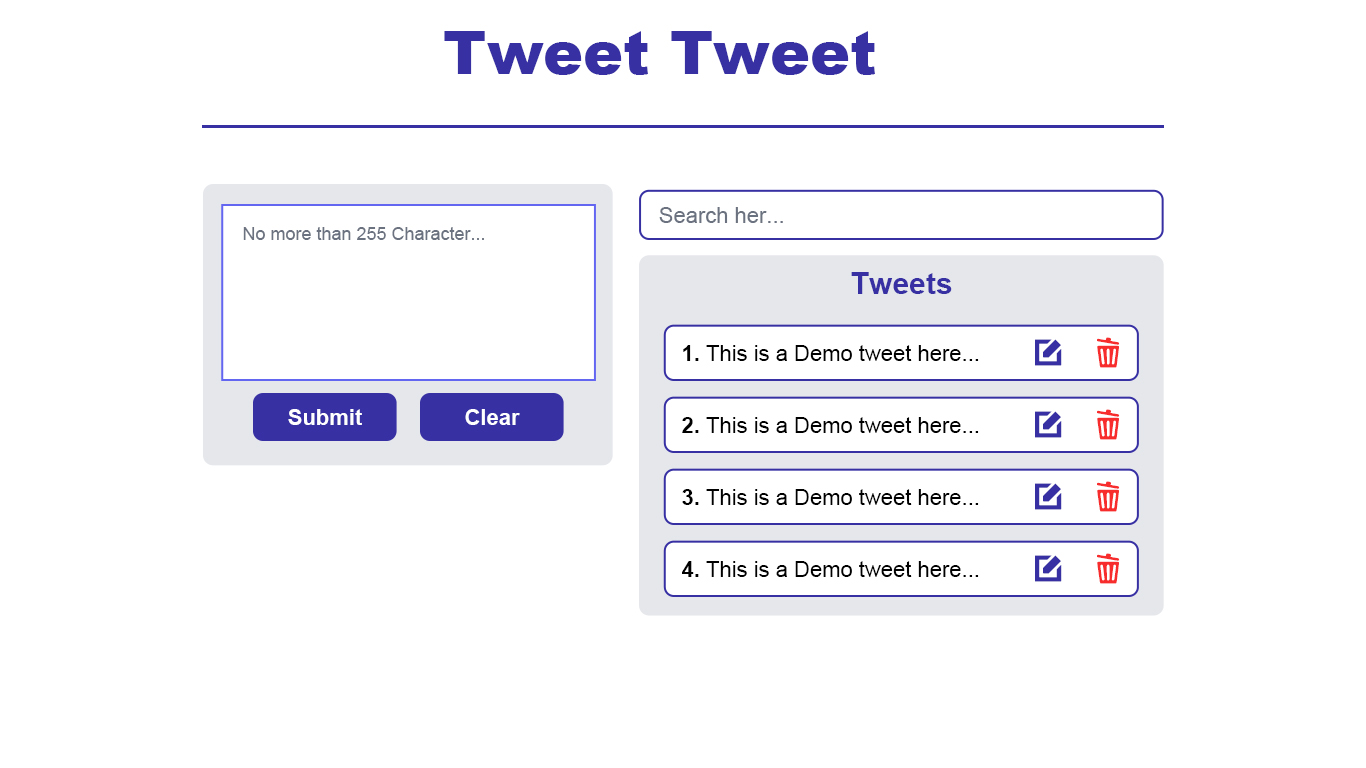 Tweet Tweet
No more than 255 Character...
Submit
Clear
Search her...
Tweets
1. This is a Demo tweet here...
2. This is a Demo tweet here...
3. This is a Demo tweet here...
4. This is a Demo tweet here...